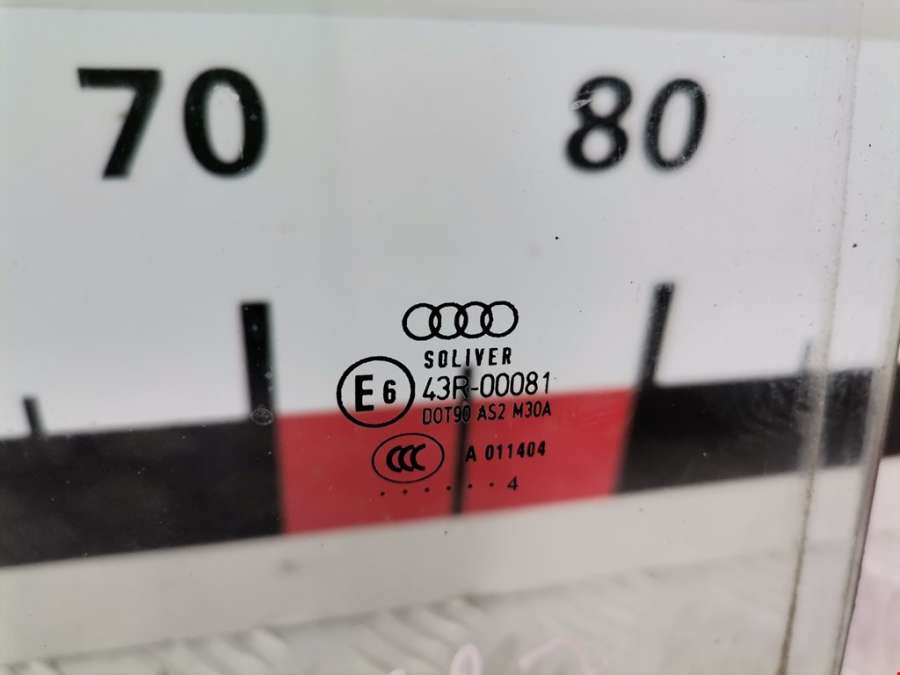 70 80
SOLIVER
E6 43R-00081
DOT90 AS2 M30A
CCC A 011404
. . . . . . 4